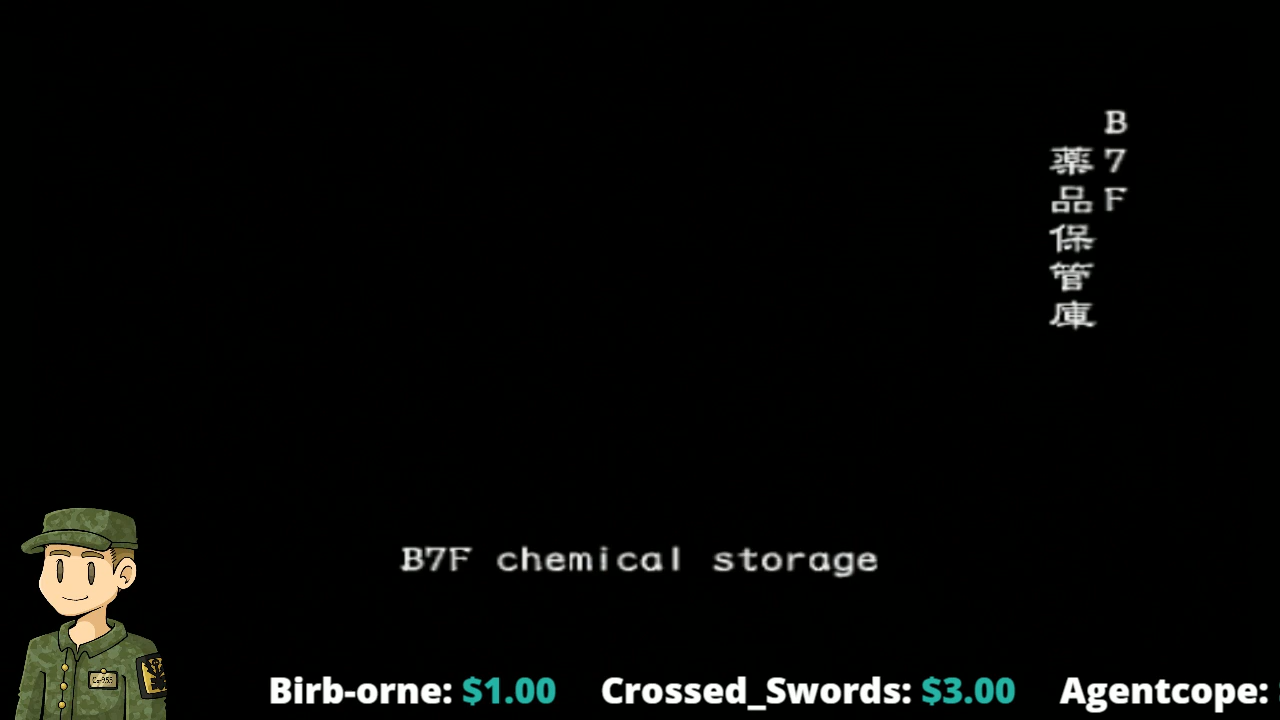 B7F
薬品保管庫
B7F chemical storage
Birb-orne: $1.00 Crossed_Swords: $3.00 Agentcope: